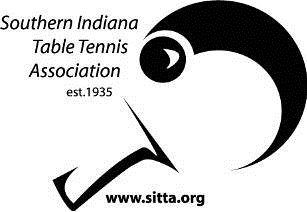 Southern Indiana
Table Tennis
Association
est.1935
www.sitta.org